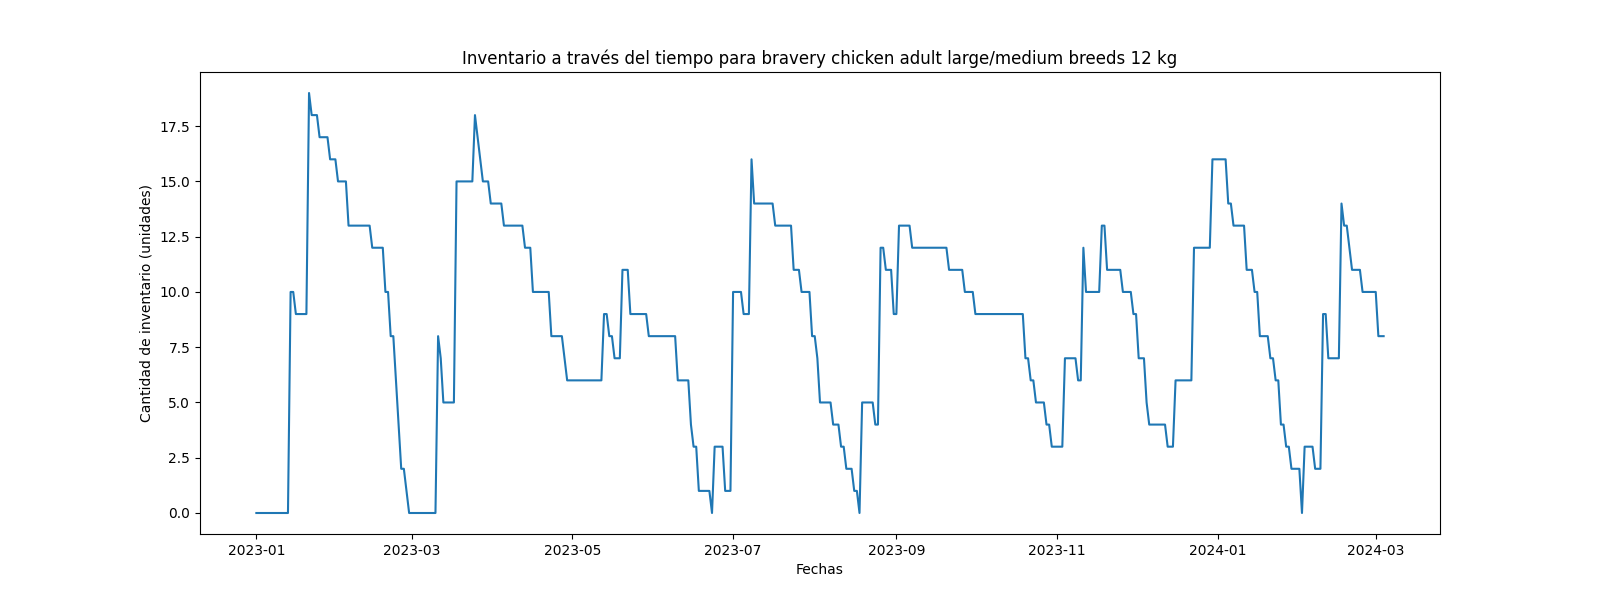 Inventario a través del tiempo para bravery chicken adult large/medium breeds 12 kg
Cantidad de inventario (unidades)
17.5
15.0
12.5
10.0
7.5
5.0
2.5
0.0
2023-01 2023-03 2023-05 2023-07 2023-09 2023-11 2024-01 2024-03
Fechas